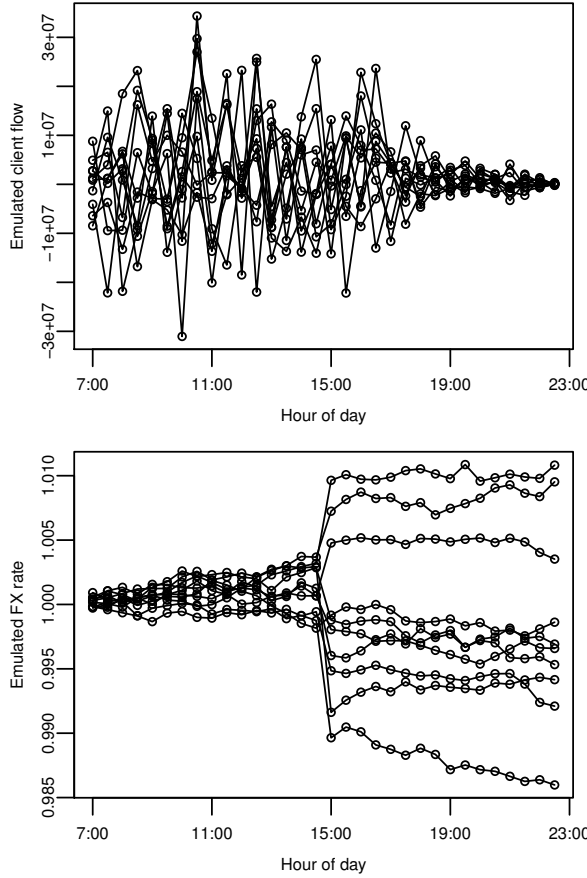 Emulated client flow
3e+07
1e+07
−1e+07
−3e+07
7:00 11:00 15:00 19:00 23:00
Hour of day
Emulated FX rate
1.010
1.005
1.000
0.995
0.990
0.985
7:00 11:00 15:00 19:00 23:00
Hour of day